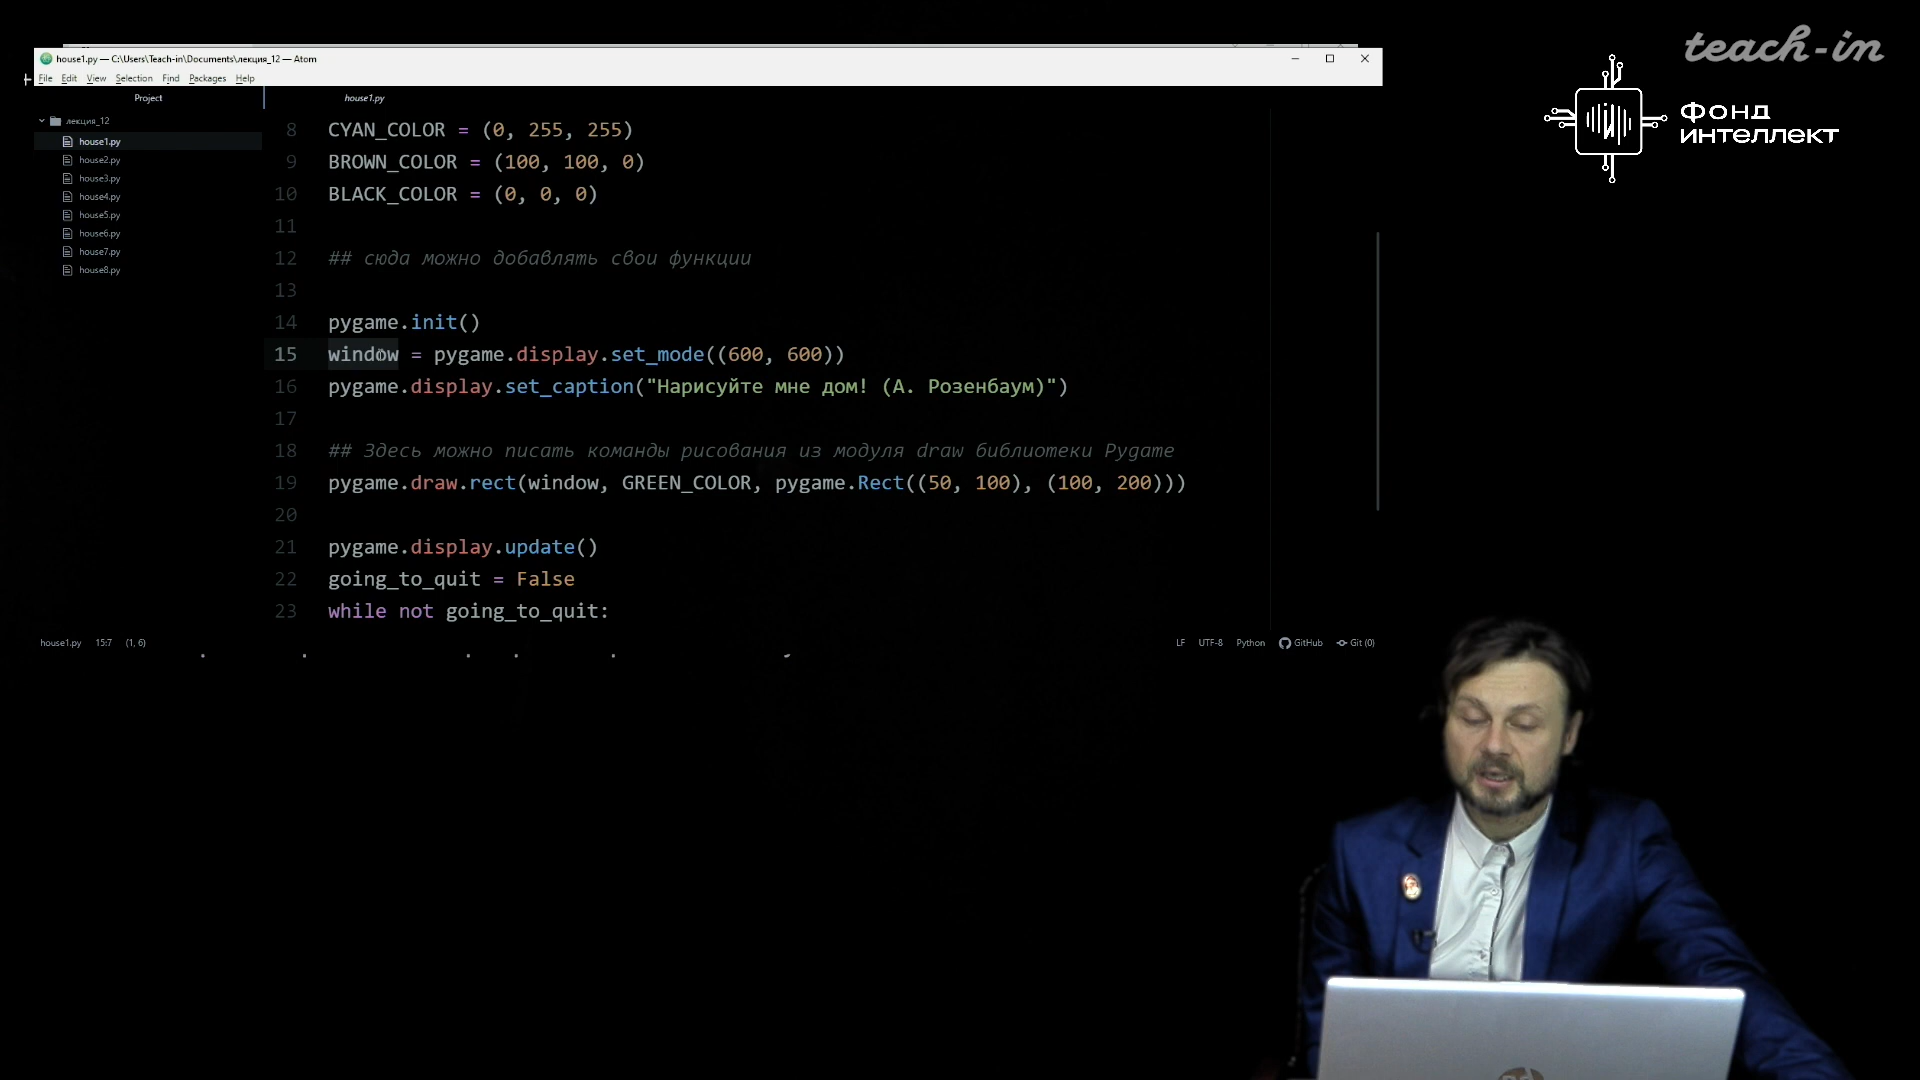 teach-in
ФОНД
ИНТЕЛЛЕКТ
house1.py — C:\Users\Teach-in\Documents\лекция_12 — Atom
File Edit View Selection Find Packages Help
Project
house1.py
лекция_12
house1.py
house2.py
house3.py
house4.py
house5.py
house6.py
house7.py
house8.py
8 CYAN_COLOR = (0, 255, 255)
9 BROWN_COLOR = (100, 100, 0)
10 BLACK_COLOR = (0, 0, 0)
11
12 ## сюда можно добавлять свои функции
13
14 pygame.init()
15 window = pygame.display.set_mode((600, 600))
16 pygame.display.set_caption("Нарисуйте мне дом! (А. Розенбаум)")
17
18 ## Здесь можно писать команды рисования из модуля draw библиотеки Pygame
19 pygame.draw.rect(window, GREEN_COLOR, pygame.Rect((50, 100), (100, 200)))
20
21 pygame.display.update()
22 going_to_quit = False
23 while not going_to_quit:
house1.py 15:7 (1, 6)
LF UTF-8 Python GitHub Git (0)